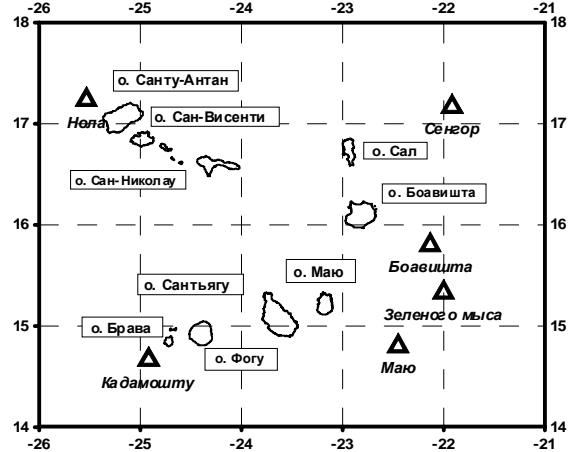 -26 -25 -24 -23 -22 -21
18 18
о. Санту-Антан
Нола
о. Сан-Висенти
Сенгор
17 17
о. Сал
о. Сан-Николау
о. Боавишта
16 16
Боавишта
о. Маю
о. Сантьягу
Зеленого мыса
о. Брава
15 15
о. Фогу
Маю
Кадамошту
14 14
-26 -25 -24 -23 -22 -21